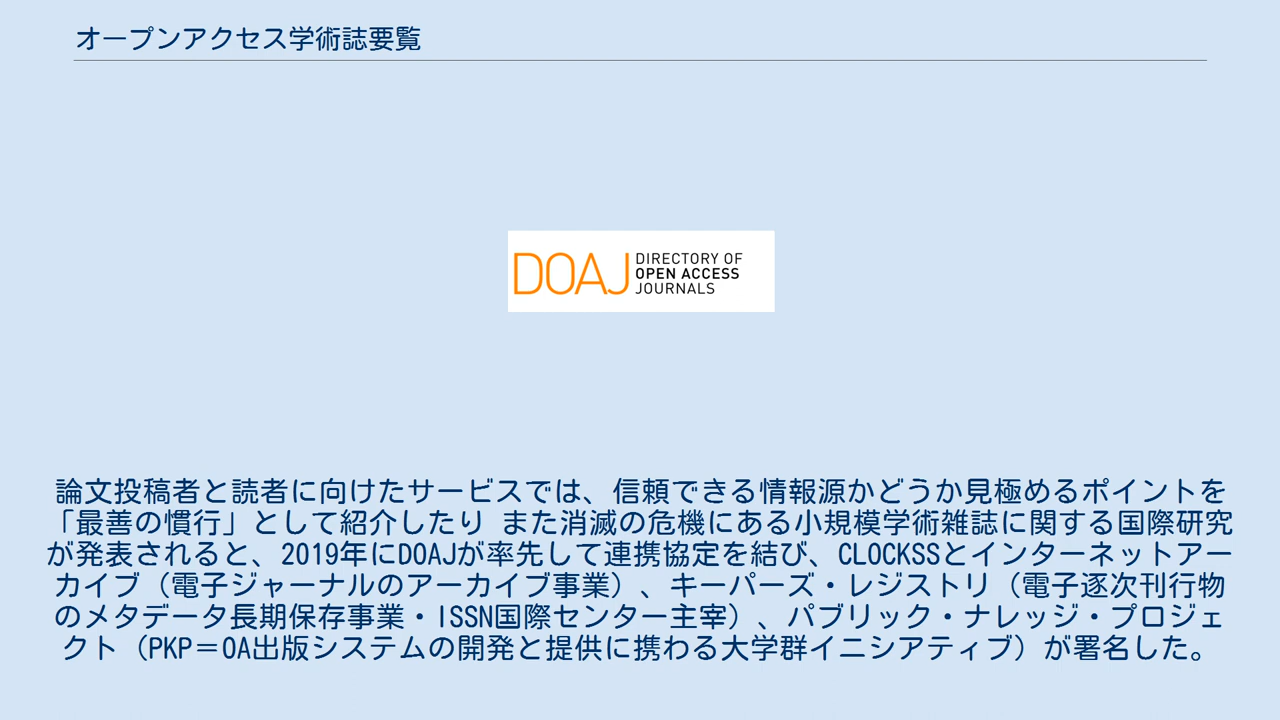 オープンアクセス学術誌要覧
DOAJ
DIRECTORY OF
OPEN ACCESS
JOURNALS
論文投稿者と読者に向けたサービスでは、信頼できる情報源かどうか見極めるポイントを
「最善の慣行」として紹介したり また消滅の危機にある小規模学術雑誌に関する国際研究
が発表されると、2019年にDOAJが率先して連携協定を結び、CLOCKSSとインターネットアー
カイブ（電子ジャーナルのアーカイブ事業）、キーパーズ・レジストリ（電子逐次刊行物
のメタデータ長期保存事業・ISSN国際センター主宰）、パブリック・ナレッジ・プロジェ
クト（PKP＝OA出版システムの開発と提供に携わる大学群イニシアティブ）が署名した。